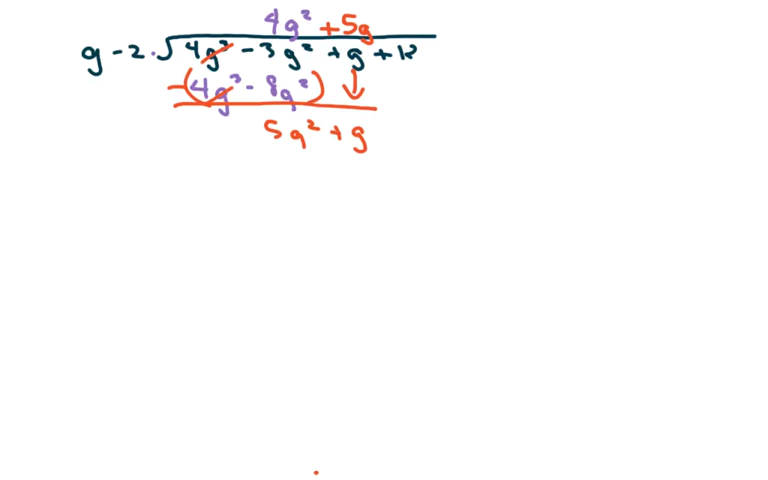 4g² + 5g
g - 2 √ 4g³ - 3g² + g + 12
-(4g³ - 8g²)
5g² + g